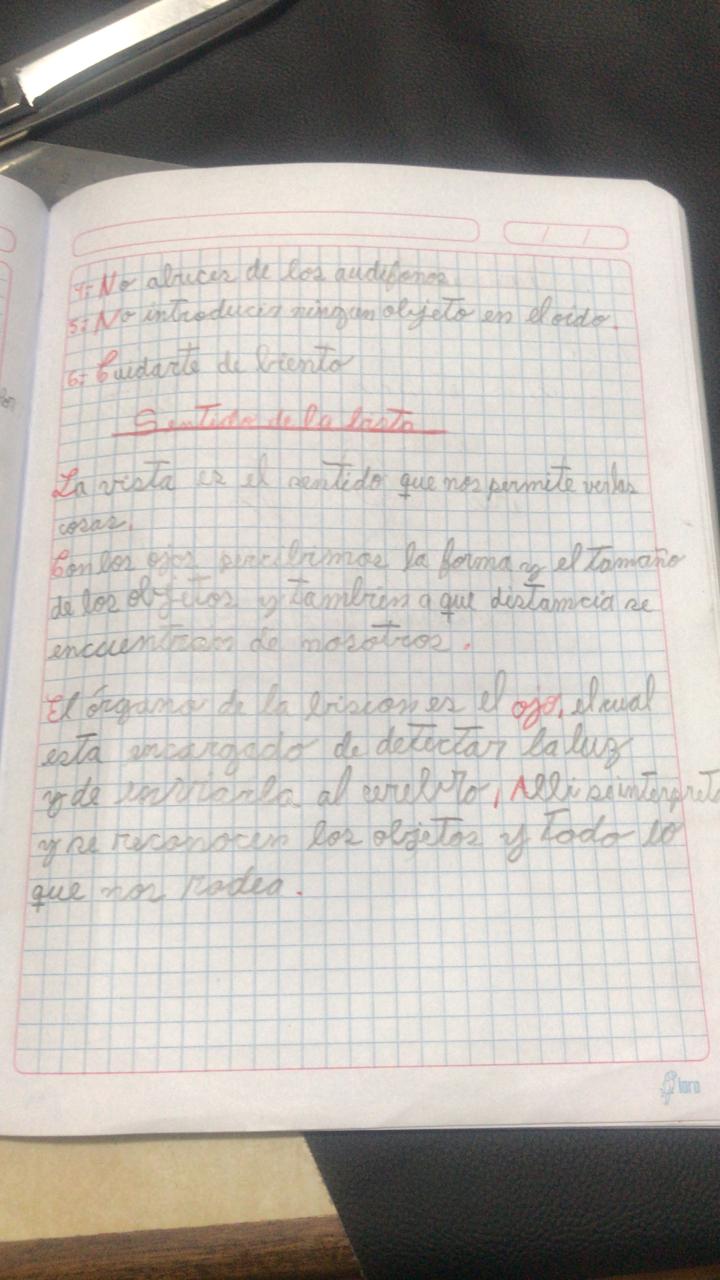 4:- No abuces de los audifonos.
5:- No introducir ningun objeto en el oido.
6:- Cuidarte de viento
Sentido de la
La vista es el sentido que nos permite ver las
cosas.
Con los ojos percibimos la forma y el Tamaño
de los objetos y también a que distancia se
encuentran de nosotros.
El órgano de la vision es el ojo, el cual
esta encargado de detectar la luz
y de enviarla al cerebro, Alli se interpreta
y se reconocen los objetos y todo lo
que nos rodea.
loro